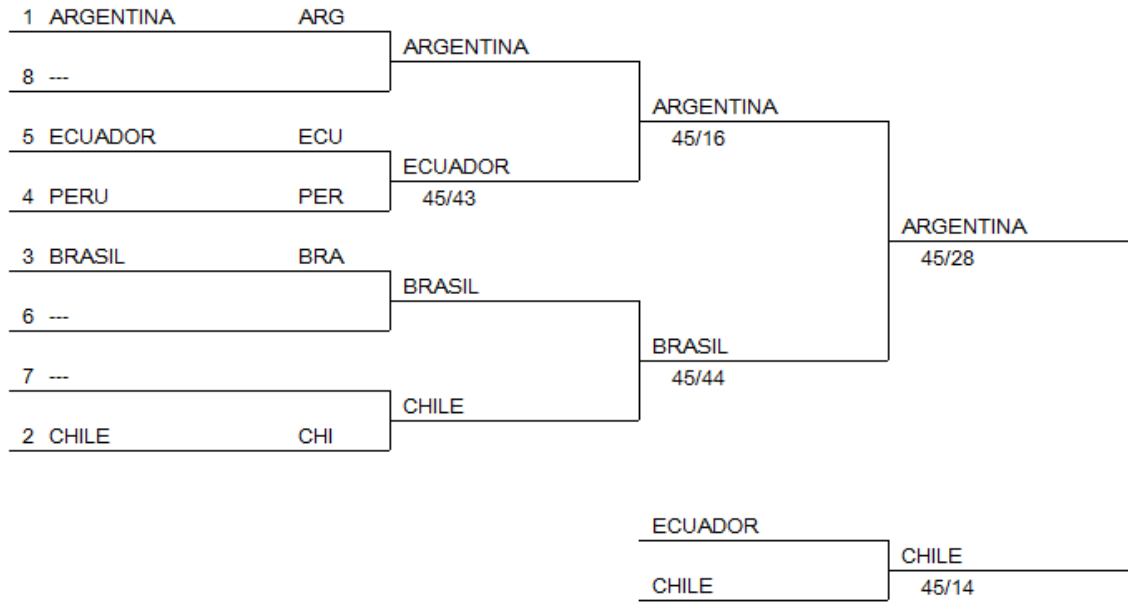 1 ARGENTINA ARG
ARGENTINA
8 ---
ARGENTINA
45/16
5 ECUADOR ECU
ECUADOR
45/43
4 PERU PER
ARGENTINA
45/28
3 BRASIL BRA
BRASIL
6 ---
BRASIL
45/44
7 ---
CHILE
2 CHILE CHI
ECUADOR
CHILE
45/14
CHILE